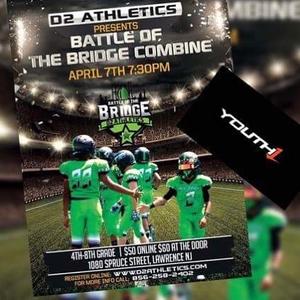 D2 ATHLETICS
PRESENTS
BATTLE OF
THE BRIDGE COMBINE
APRIL 7TH 7:30PM
BATTLE OF THE
BRIDGE
D2 ATHLETICS
4TH-8TH GRADE | $50 ONLINE $60 AT THE DOOR
1080 SPRUCE STREET, LAWRENCE NJ
REGISTER ONLINE: WWW.D2ATHLETICS.COM
FOR MORE INFO CALL 856-258-2402
YOUTH1